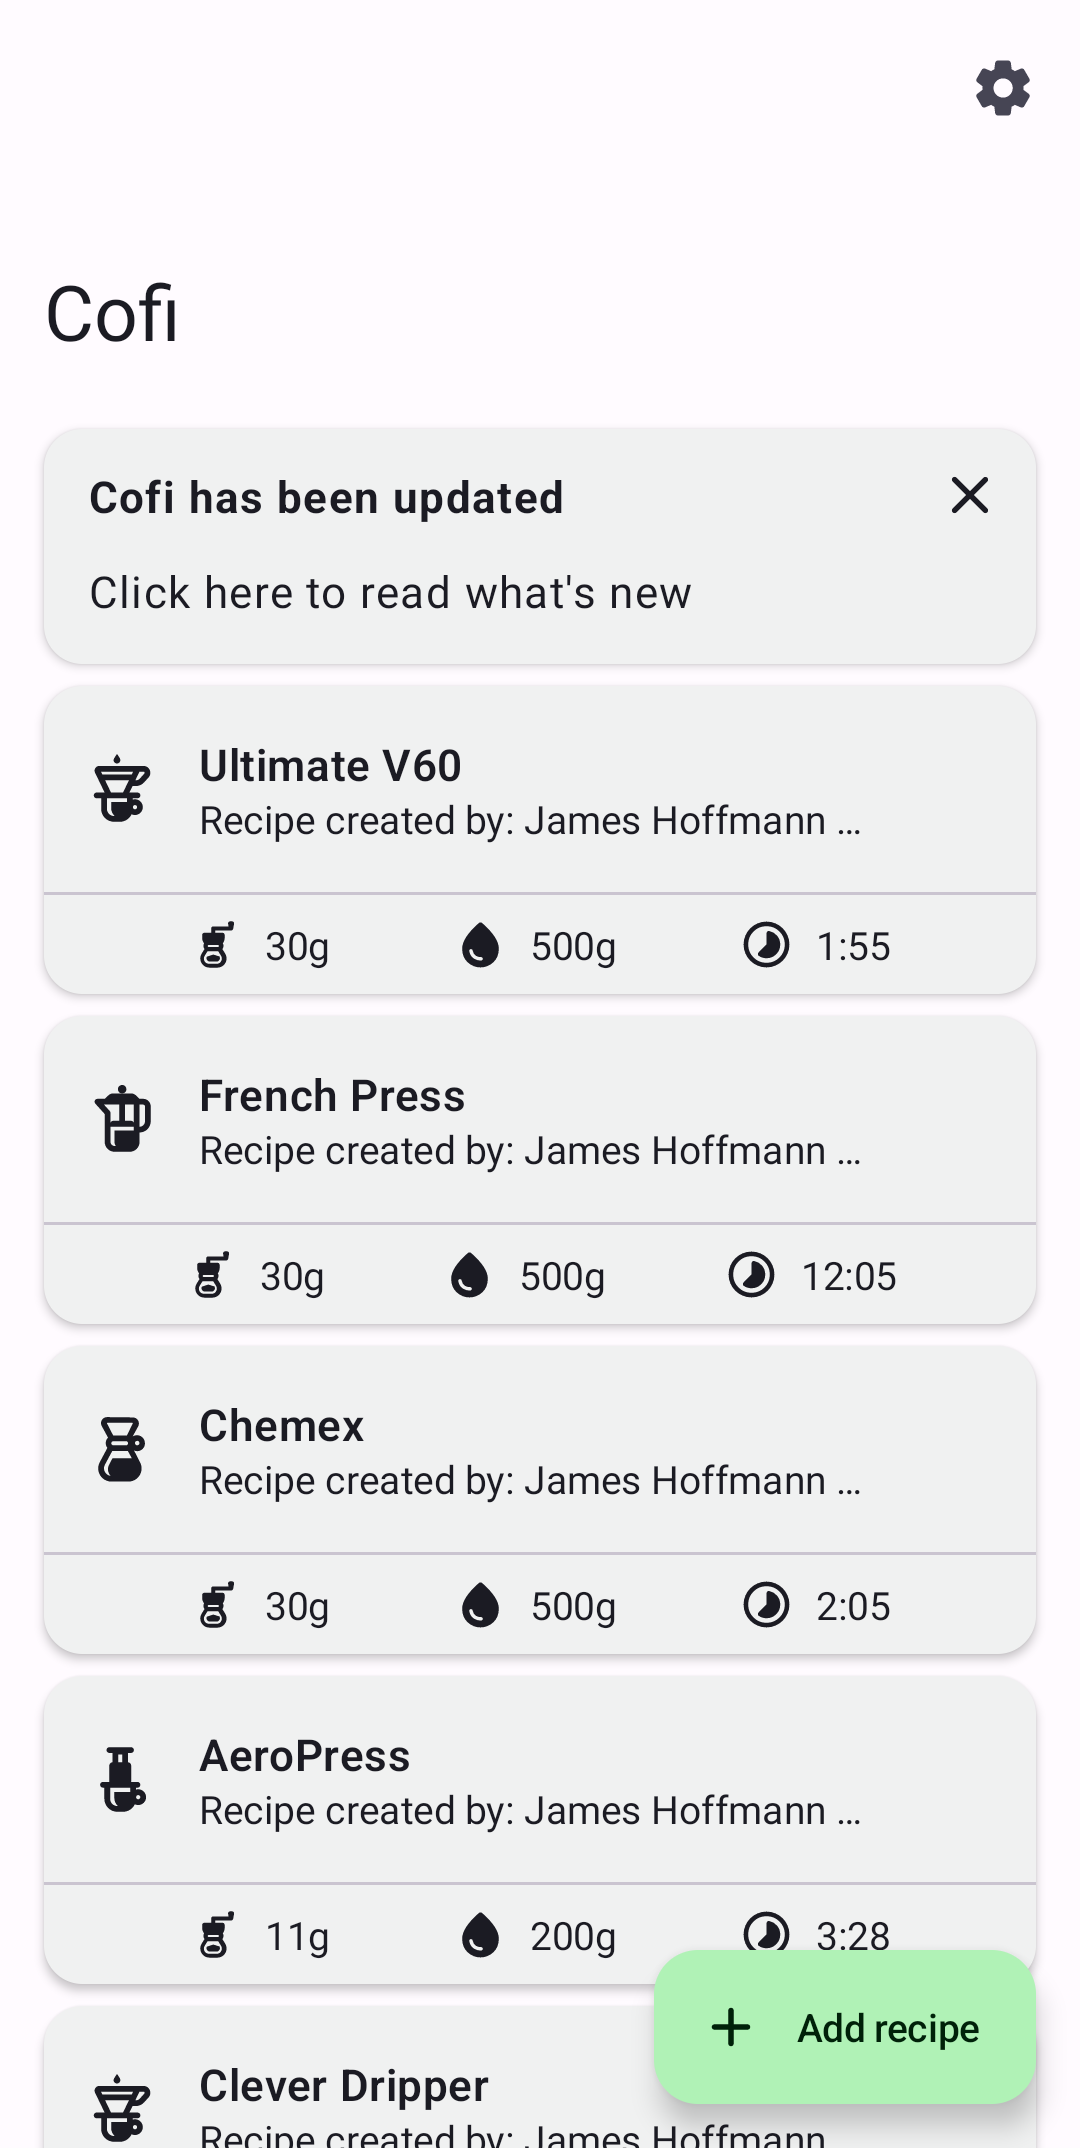 Cofi
Cofi has been updated
Click here to read what's new
Ultimate V60
Recipe created by: James Hoffmann ...
30g 500g 1:55
French Press
Recipe created by: James Hoffmann ...
30g 500g 12:05
Chemex
Recipe created by: James Hoffmann ...
30g 500g 2:05
AeroPress
Recipe created by: James Hoffmann ...
11g 200g 3:28
Add recipe
Clever Dripper
Recipe created by: James Hoffmann